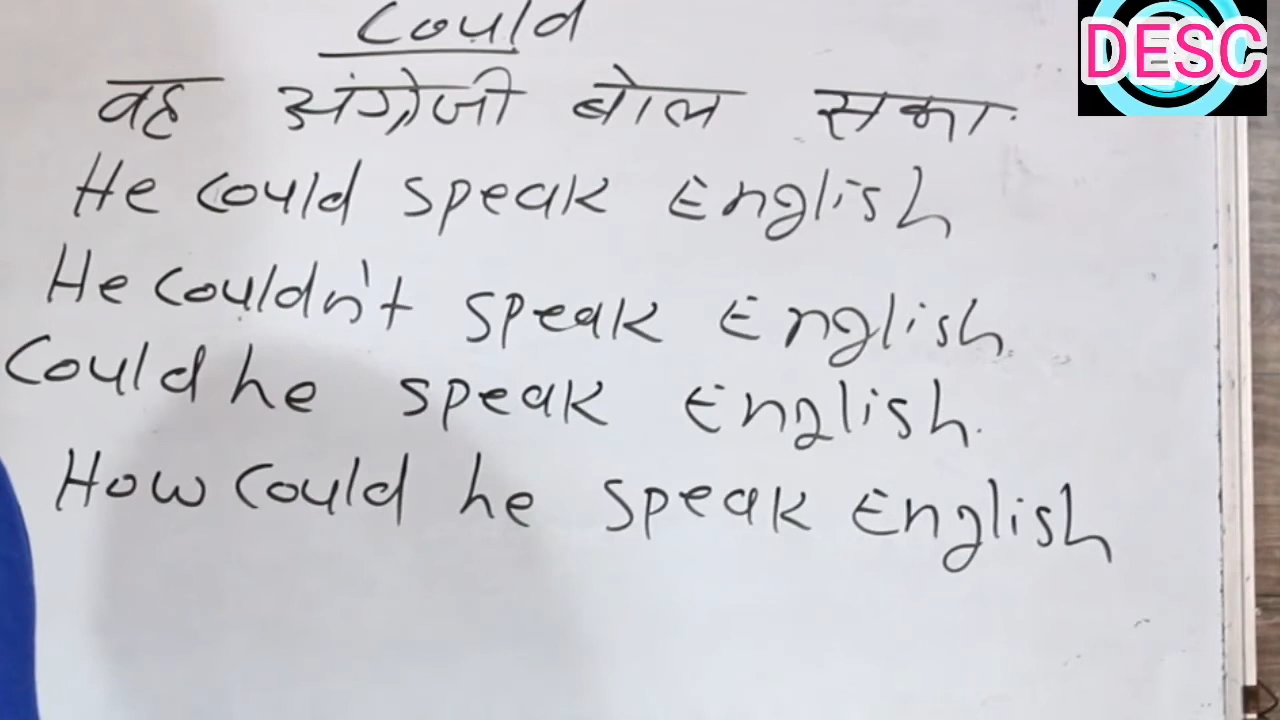 Could
DESC
वह अंग्रेजी बोल सका.
He could speak English
He couldn't speak English.
Could he speak English.
How could he speak English